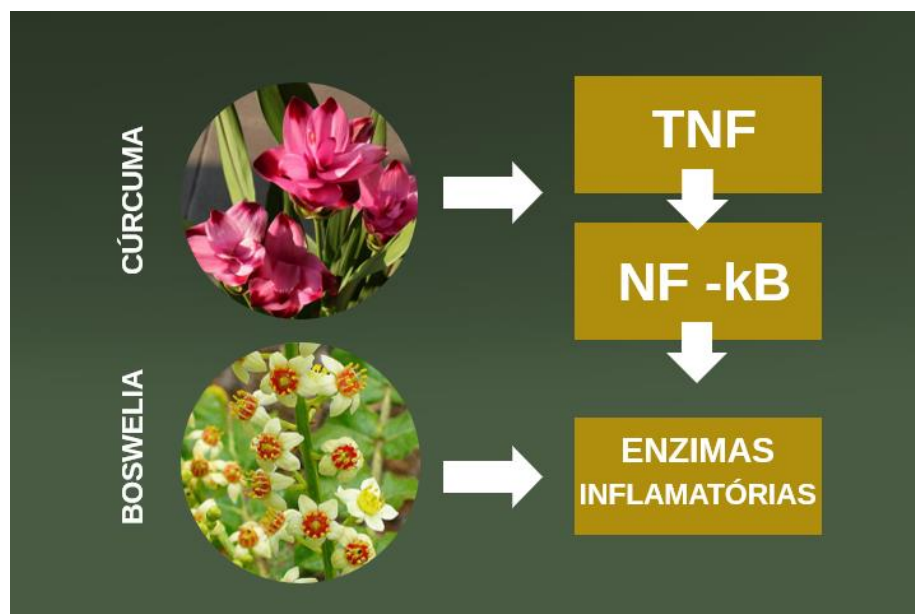 CÚRCUMA
TNF
NF -kB
BOSWELIA
ENZIMAS
INFLAMATÓRIAS